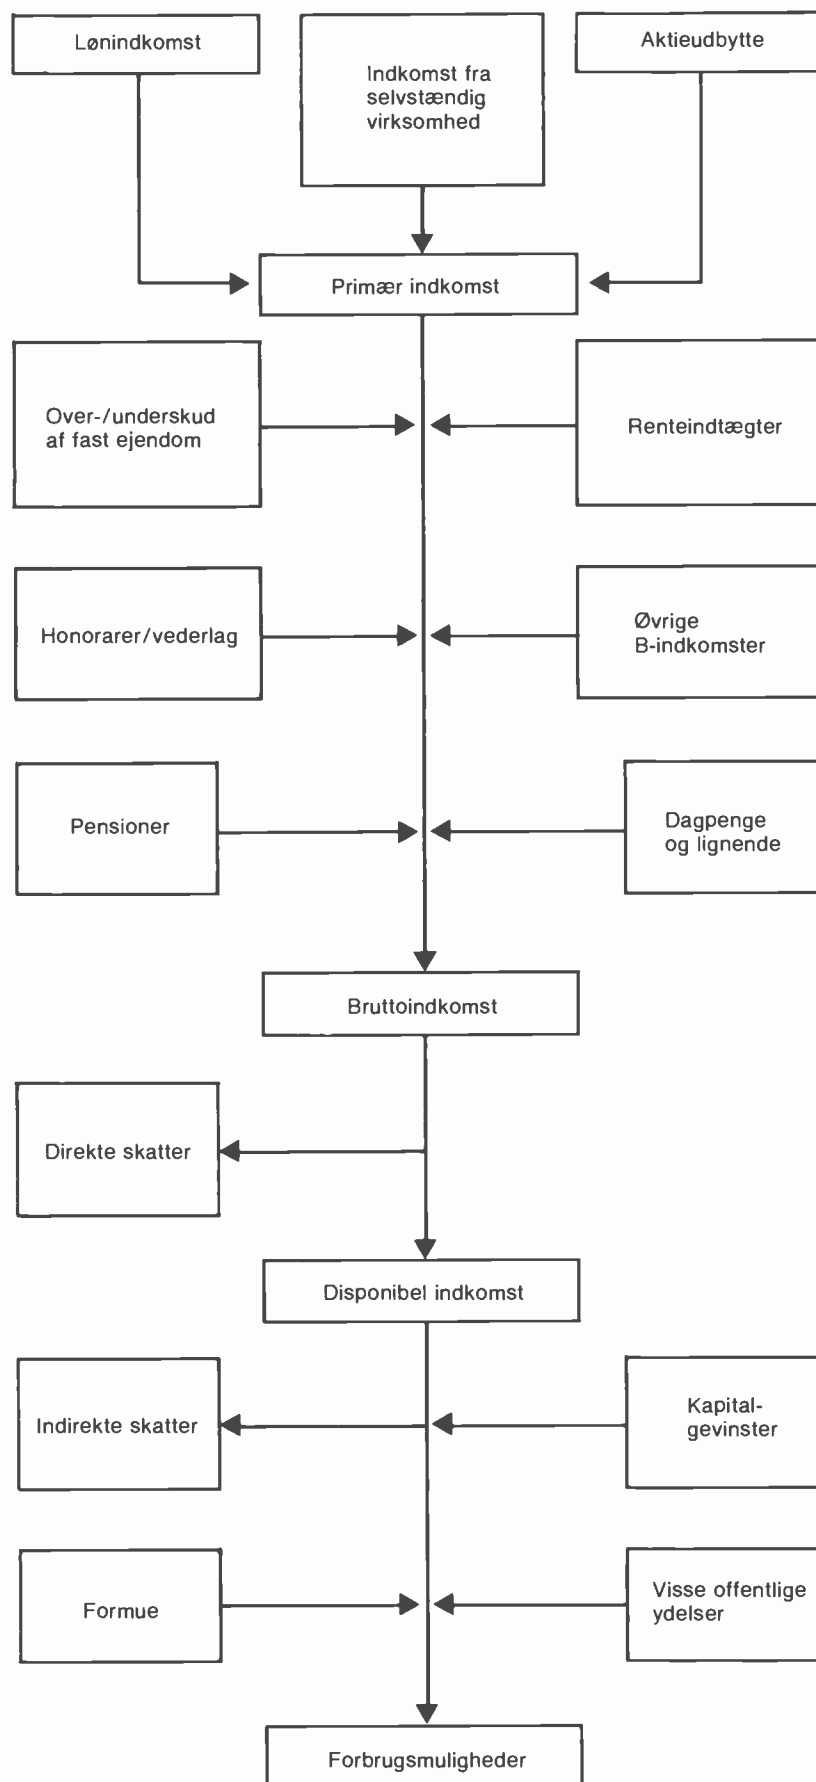 Lønindkomst
Indkomst fra
selvstændig
virksomhed
Aktieudbytte
Primær indkomst
Over-/underskud
af fast ejendom
Renteindtægter
Honorarer/vederlag
Øvrige
B-indkomster
Pensioner
Dagpenge
og lignende
Bruttoindkomst
Direkte skatter
Disponibel indkomst
Indirekte skatter
Kapital-
gevinster
Formue
Visse offentlige
ydelser
Forbrugsmuligheder